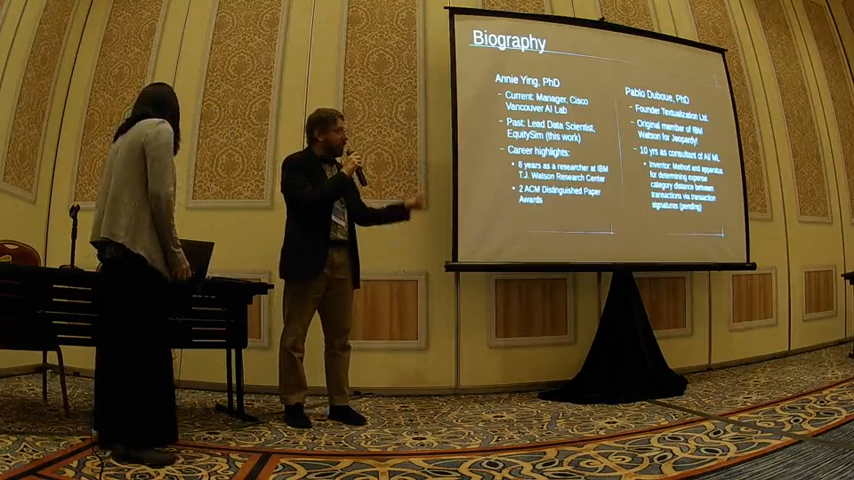 Biography
Annie Ying, PhD
- Current: Manager, Cisco
Vancouver AI Lab
- Past: Lead Data Scientist,
EquitySim (this work)
- Career highlights:
• 8 years as a researcher at IBM
T.J. Watson Research Center
• 2 ACM Distinguished Paper
Awards
Pablo Duboue, PhD
- Founder Textualization Ltd.
- Original member of IBM
Watson for Jeopardy!
- 10 yrs as consultant of AI/ ML
• Inventor: Method and apparatus
for determining expense
category distance between
transactions via transaction
signatures (pending)